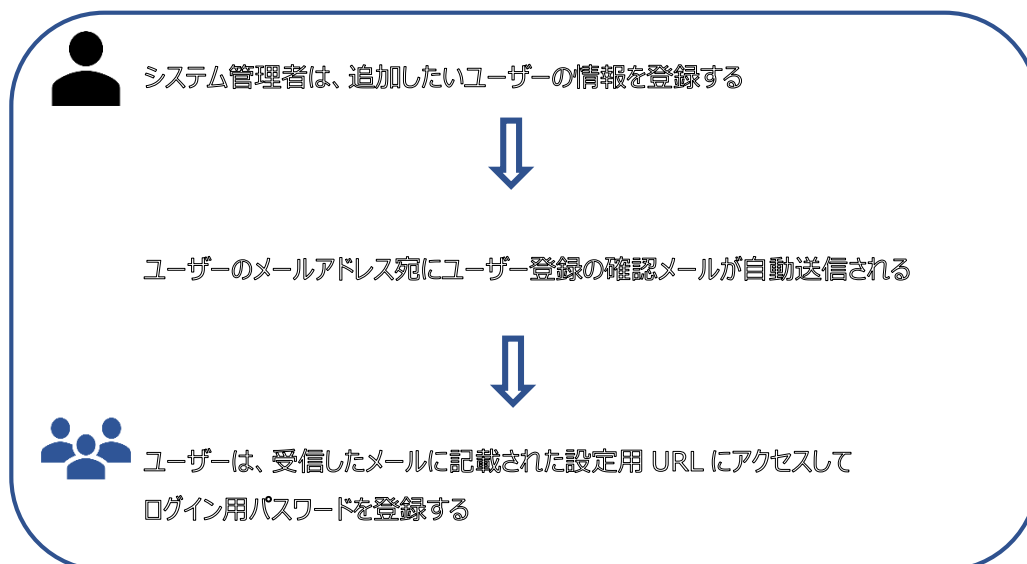 システム管理者は、追加したいユーザーの情報を登録する
ユーザーのメールアドレス宛にユーザー登録の確認メールが自動送信される
ユーザーは、受信したメールに記載された設定用 URL にアクセスして
ログイン用パスワードを登録する